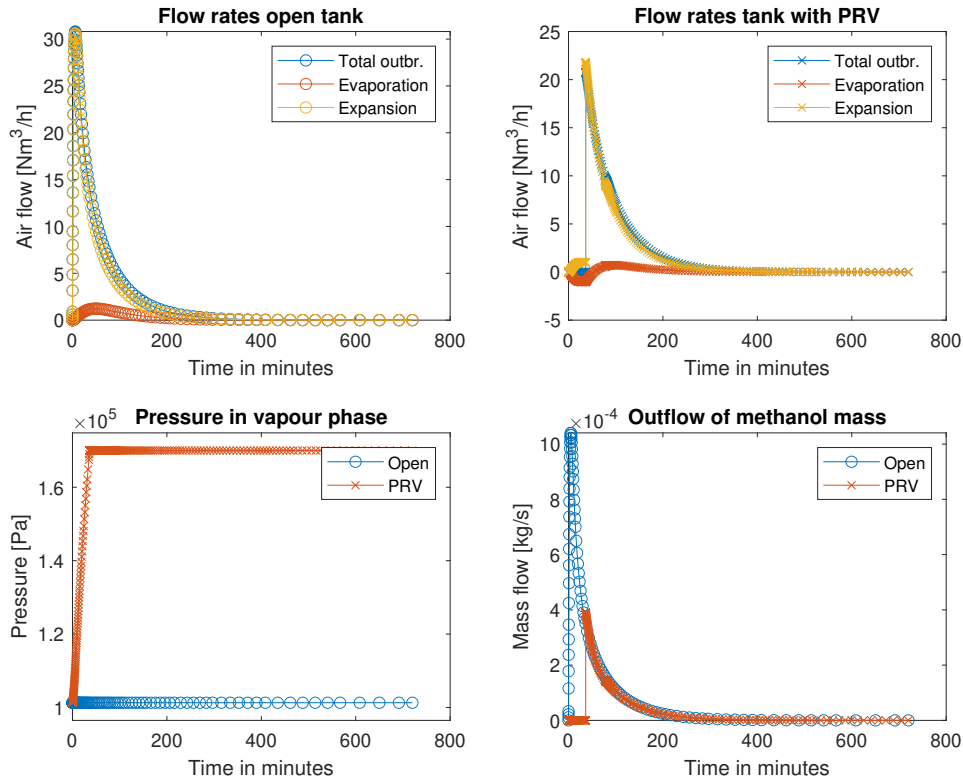 Flow rates open tank
Air flow [Nm³/h]
30
25
20
15
10
5
0
0 200 400 600 800
Time in minutes
Total outbr.
Evaporation
Expansion
Flow rates tank with PRV
Air flow [Nm³/h]
25
20
15
10
5
0
-5
0 200 400 600 800
Time in minutes
Total outbr.
Evaporation
Expansion
Pressure in vapour phase
×10⁵
Pressure [Pa]
1.6
1.4
1.2
1
0 200 400 600 800
Time in minutes
Open
PRV
Outflow of methanol mass
×10⁻⁴
Mass flow [kg/s]
10
8
6
4
2
0
0 200 400 600 800
Time in minutes
Open
PRV